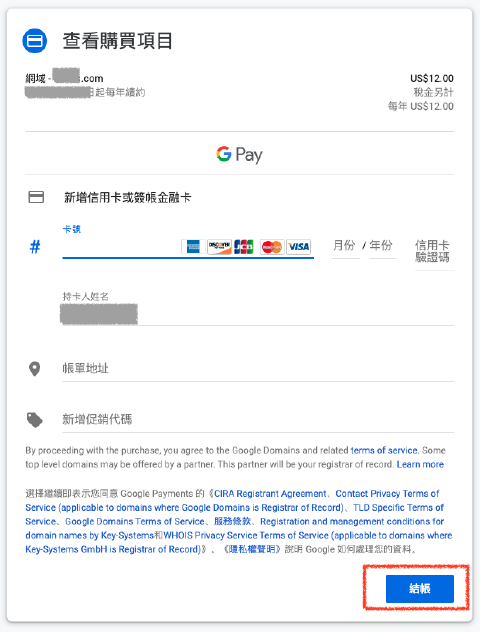 查看購買項目
網域 - .com
US$12.00
日起每年續約
稅金另計
每年 US$12.00
G Pay
新增信用卡或簽帳金融卡
卡號
# AMERICAN EXPRESS DISCOVER JCB MasterCard VISA 月份 / 年份 信用卡
驗證碼
持卡人姓名
帳單地址
新增促銷代碼
By proceeding with the purchase, you agree to the Google Domains and related terms of service. Some
top level domains may be offered by a partner. This partner will be your registrar of record. Learn more
選擇繼續即表示您同意 Google Payments 的《CIRA Registrant Agreement、Contact Privacy Terms of
Service (applicable to domains where Google Domains is Registrar of Record)、TLD Specific Terms of
Service、Google Domains Terms of Service、服務條款、Registration and management conditions for
domain names by Key-Systems和WHOIS Privacy Service Terms of Service (applicable to domains where
Key-Systems GmbH is Registrar of Record)》。《隱私權聲明》說明 Google 如何處理您的資料。
結帳